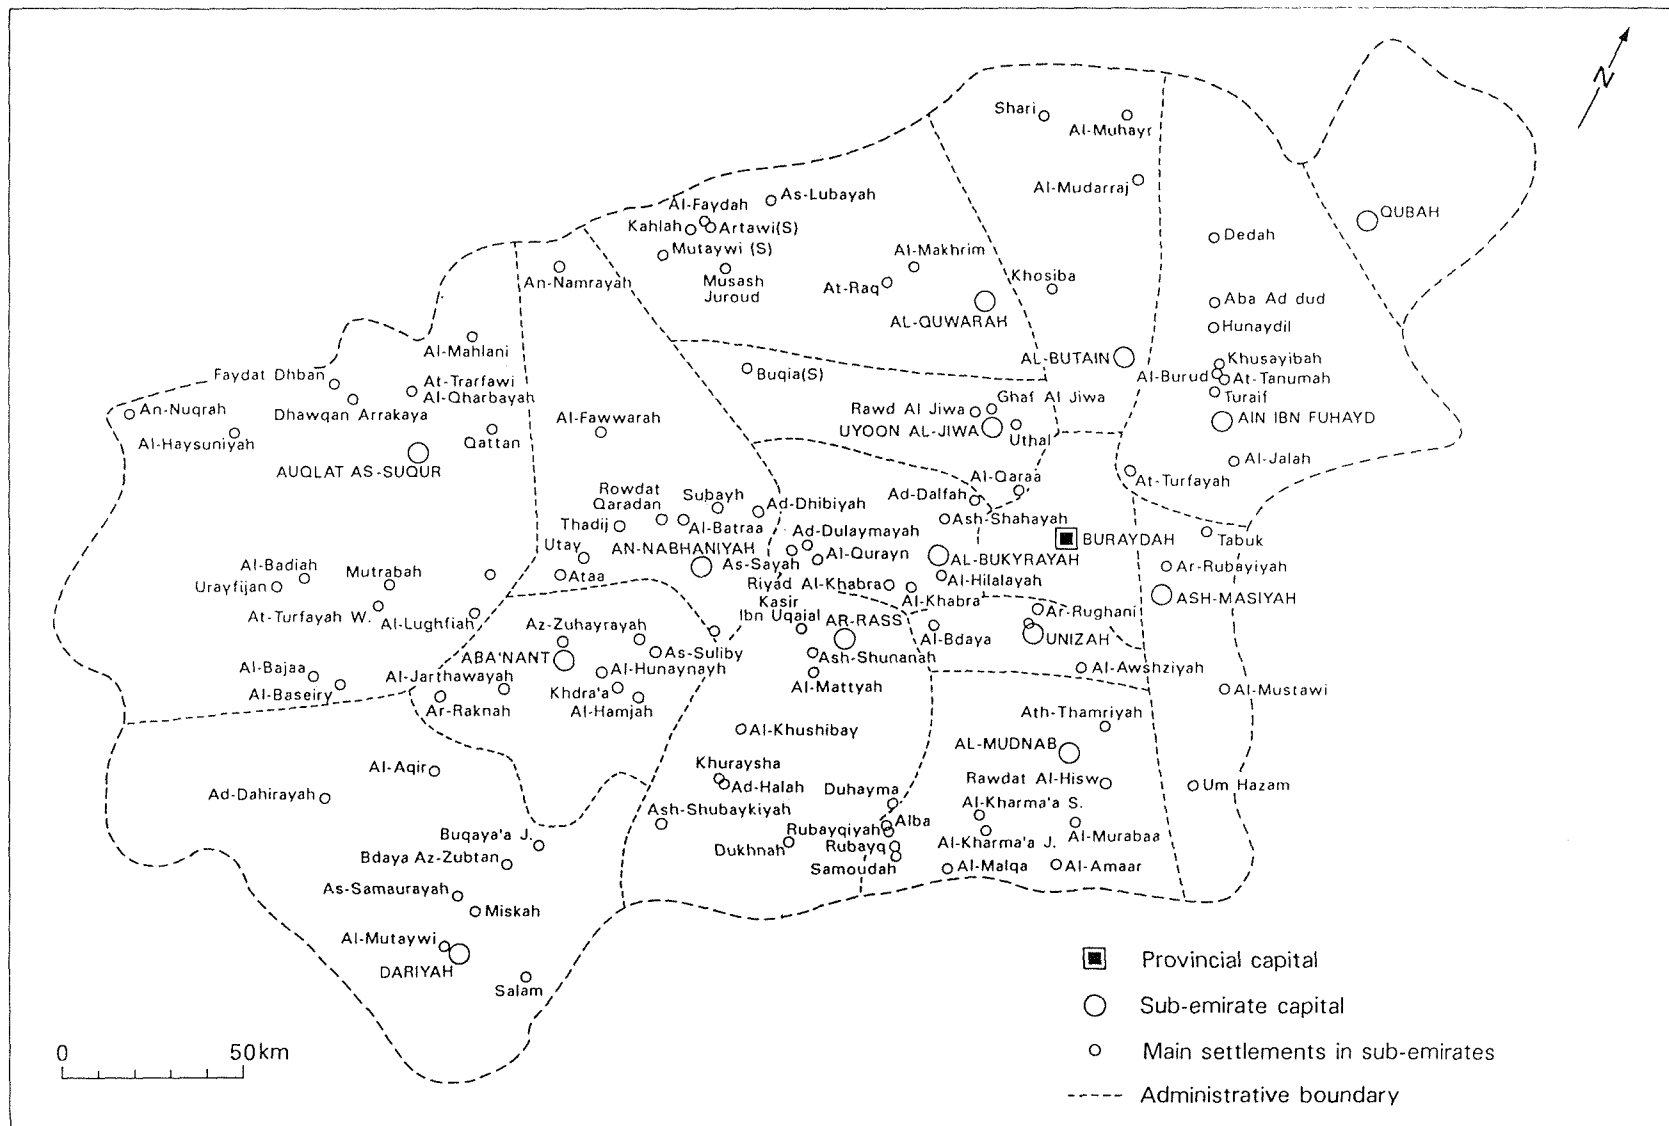 N
Shari
Al-Muhayr
Al-Mudarraj
QUBAH
As-Lubayah
Al-Faydah
Kahlah
Artawi(S)
Mutaywi (S)
Musash
Juroud
Al-Makhrim
At-Raq
AL-QUWARAH
Khosiba
Dedah
Aba Ad dud
Hunaydil
An-Namrayah
Al-Mahlani
AL-BUTAIN
Khusayibah
Al-Burud
At-Tanumah
Turaif
AIN IBN FUHAYD
Faydat Dhban
At-Trarfawi
Al-Qharbayah
Dhawqan Arrakaya
An-Nuqrah
Al-Haysuniyah
Qattan
AUQLAT AS-SUQUR
Buqia(S)
Al-Fawwarah
Ghaf Al Jiwa
Rawd Al Jiwa
UYOON AL-JIWA
Uthal
Al-Jalah
At-Turfayah
Al-Qaraa
Ad-Dalfah
Ash-Shahayah
Rowdat
Qaradan
Subayh
Ad-Dhibiyah
Thadij
Al-Batraa
Ad-Dulaymayah
Utay
AN-NABHANIYAH
Al-Qurayn
As-Sayah
AL-BUKYRAYAH
BURAYDAH
Tabuk
Ar-Rubayiyah
Al-Badiah
Urayfijan
Mutrabah
Ataa
Riyad Al-Khabra
Al-Hilalayah
Al-Khabra
ASH-MASIYAH
At-Turfayah W.
Al-Lughfiah
Kasir
Ibn Uqaial
AR-RASS
Ar-Rughani
Az-Zuhayrayah
UNIZAH
Al-Bdaya
ABA'NANT
As-Suliby
Ash-Shunanah
Al-Bajaa
Al-Baseiry
Al-Jarthawayah
Al-Hunaynayh
Al-Mattyah
Al-Awshziyah
Khdra'a
Ar-Raknah
Al-Hamjah
Al-Mustawi
Ath-Thamriyah
Al-Khushibay
AL-MUDNAB
Al-Aqir
Khuraysha
Ad-Halah
Rawdat Al-Hisw
Um Hazam
Ad-Dahirayah
Duhayma
Al-Kharma'a S.
Ash-Shubaykiyah
Alba
Rubayqiyah
Buqaya'a J.
Dukhnah
Rubayq
Al-Kharma'a J.
Al-Murabaa
Bdaya Az-Zubtan
Samoudah
Al-Malqa
Al-Amaar
As-Samaurayah
Miskah
Al-Mutaywi
DARIYAH
Salam
Provincial capital
Sub-emirate capital
Main settlements in sub-emirates
Administrative boundary
0 50km